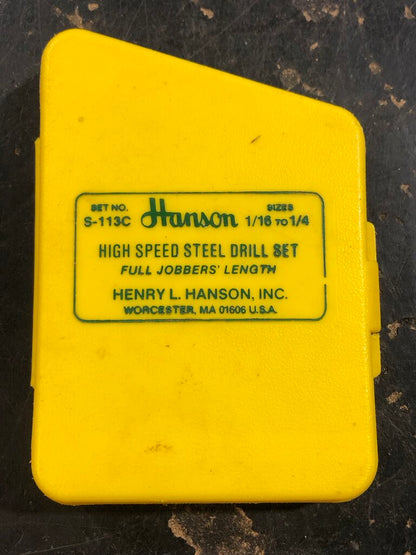 SET NO. Hanson SIZES
S-113C 1/16 TO 1/4
HIGH SPEED STEEL DRILL SET
FULL JOBBERS' LENGTH
HENRY L. HANSON, INC.
WORCESTER, MA 01606 U.S.A.